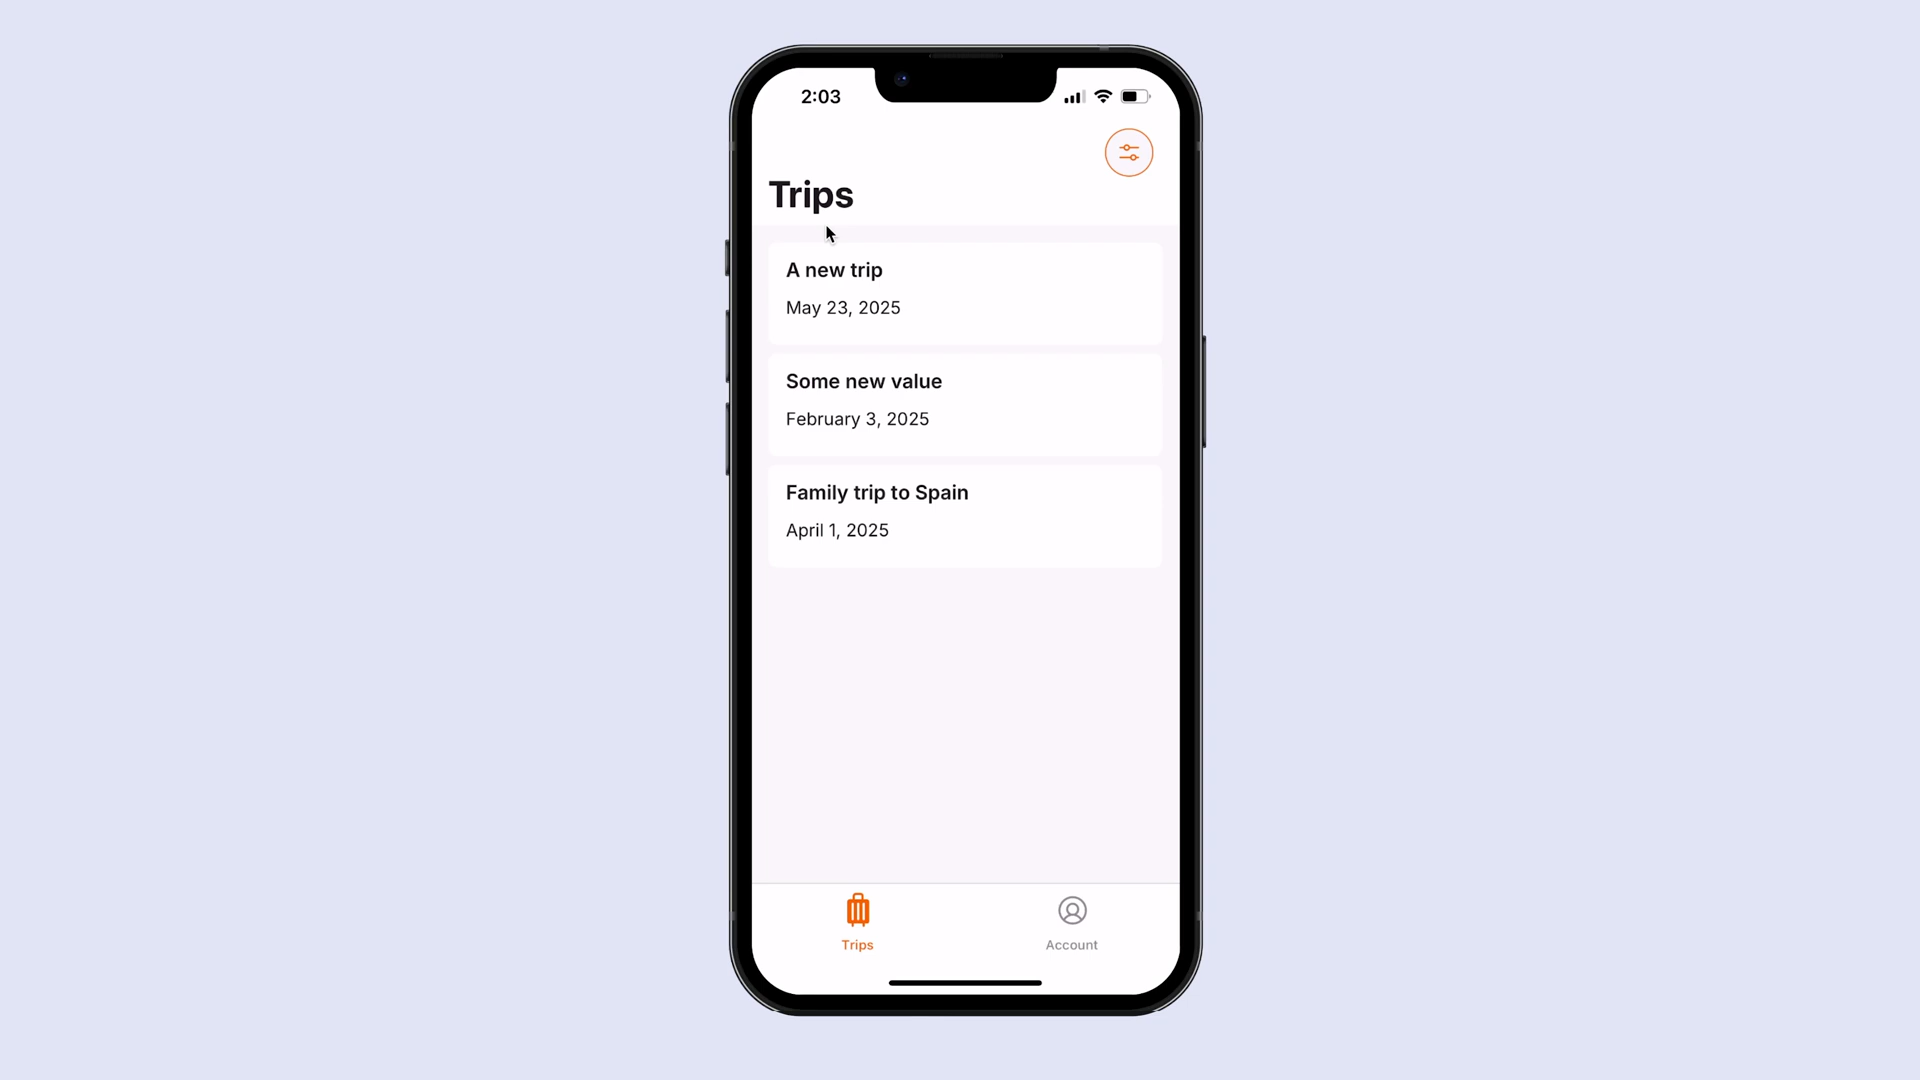 2:03
Trips
A new trip
May 23, 2025
Some new value
February 3, 2025
Family trip to Spain
April 1, 2025
Trips
Account